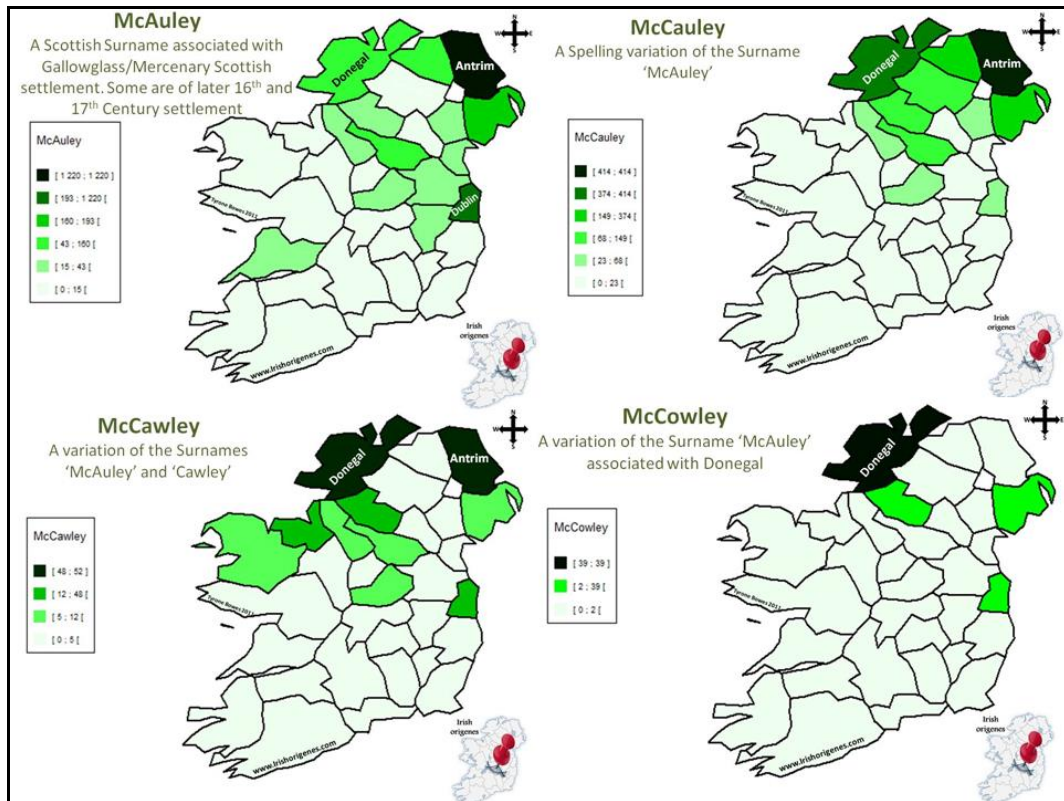 McAuley
A Scottish Surname associated with
Gallowglass/Mercenary Scottish
settlement. Some are of later 16th and
17th Century settlement
McAuley
[ 1 220 ; 1 220 ]
[ 193 ; 1 220 [
[ 160 ; 193 [
[ 43 ; 160 [
[ 15 ; 43 [
[ 0 ; 15 [
Donegal
Antrim
Dublin
Tyrone Bowes 2011
www.Irishorigenes.com
N
W E
S
Irish
origenes
McCauley
A Spelling variation of the Surname
‘McAuley’
McCauley
[ 414 ; 414 ]
[ 374 ; 414 [
[ 149 ; 374 [
[ 68 ; 149 [
[ 23 ; 68 [
[ 0 ; 23 [
Donegal
Antrim
Tyrone Bowes 2011
www.Irishorigenes.com
N
W E
S
Irish
origenes
McCawley
A variation of the Surnames
‘McAuley’ and ‘Cawley’
McCawley
[ 48 ; 52 ]
[ 12 ; 48 [
[ 5 ; 12 [
[ 0 ; 5 [
Donegal
Antrim
Tyrone Bowes 2011
www.Irishorigenes.com
N
W E
S
Irish
origenes
McCowley
A variation of the Surname ‘McAuley’
associated with Donegal
McCowley
[ 39 ; 39 ]
[ 2 ; 39 [
[ 0 ; 2 [
Donegal
Tyrone Bowes 2011
www.Irishorigenes.com
N
W E
S
Irish
origenes